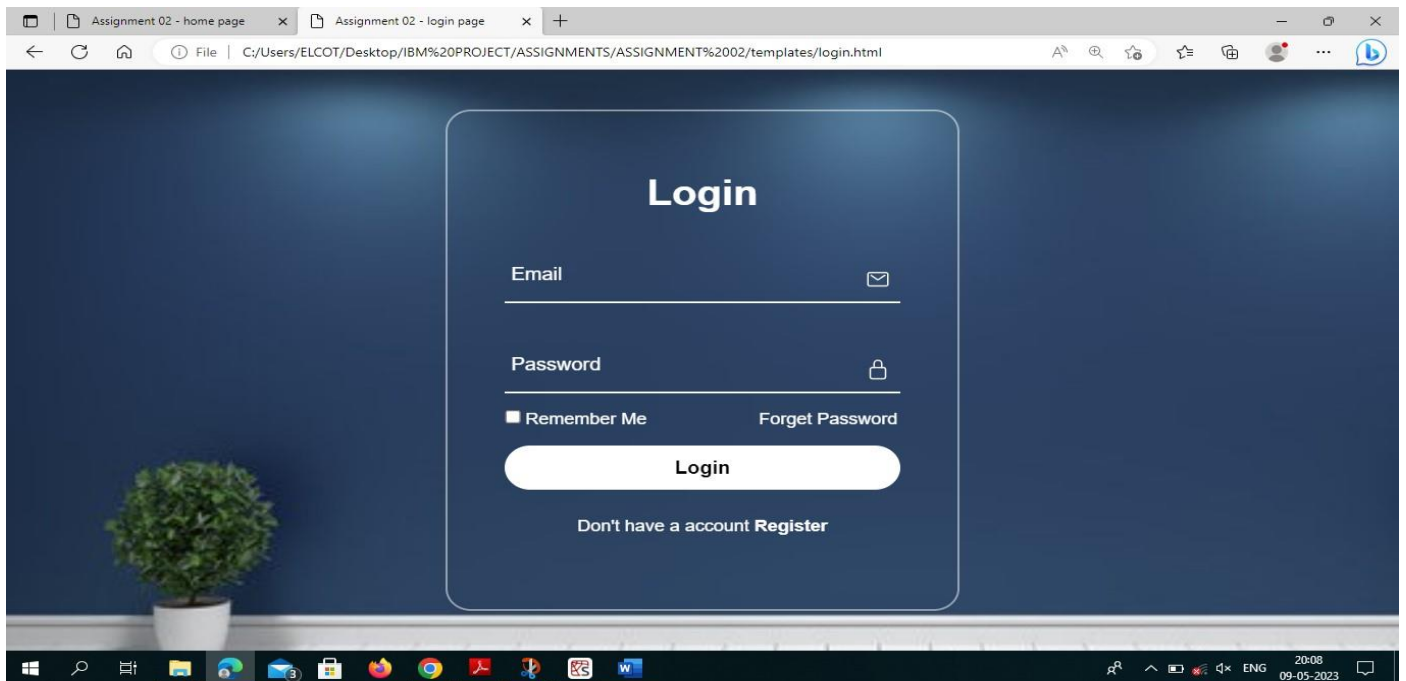 Assignment 02 - home page
Assignment 02 - login page
File
C:/Users/ELCOT/Desktop/IBM%20PROJECT/ASSIGNMENTS/ASSIGNMENT%2002/templates/login.html
Login
Email
Password
Remember Me
Forget Password
Login
Don't have a account Register
3
W
ENG
20:08
09-05-2023